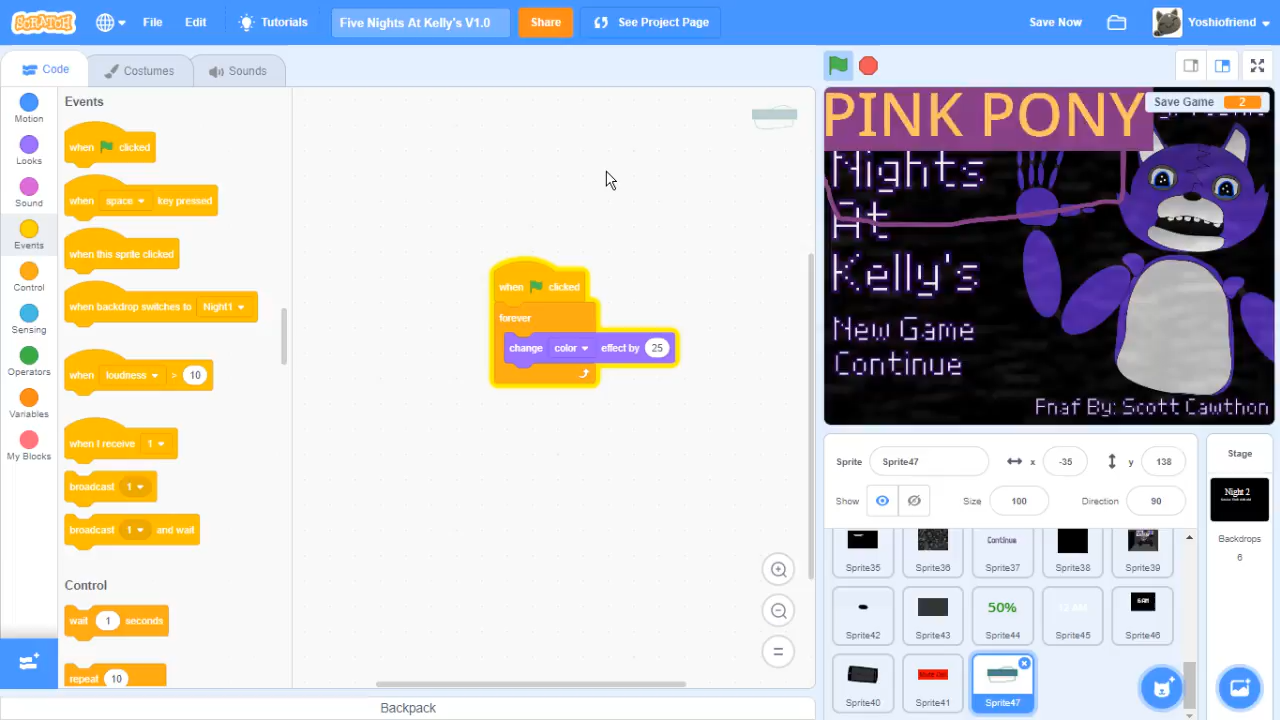 SCRATCH
File
Edit
Tutorials
Five Nights At Kelly's V1.0
Share
See Project Page
Save Now
Yoshiofriend
Code
Costumes
Sounds
Motion
Looks
Sound
Events
Control
Sensing
Operators
Variables
My Blocks
Events
when clicked
when space key pressed
when this sprite clicked
when backdrop switches to Night1
when loudness > 10
when I receive 1
broadcast 1
broadcast 1 and wait
Control
wait 1 seconds
repeat 10
when clicked
forever
change color effect by 25
PINK PONY
Save Game 2
Nights
At
Kelly's
New Game
Continue
Fnaf By: Scott Cawthon
Sprite Sprite47 x -35 y 138
Show Size 100 Direction 90
Stage
Night 2
Backdrops
6
Continue
Sprite35
Sprite36
Sprite37
Sprite38
Sprite39
50%
12 AM
6 AM
Sprite42
Sprite43
Sprite44
Sprite45
Sprite46
Sprite40
Sprite41
Sprite47
Backpack